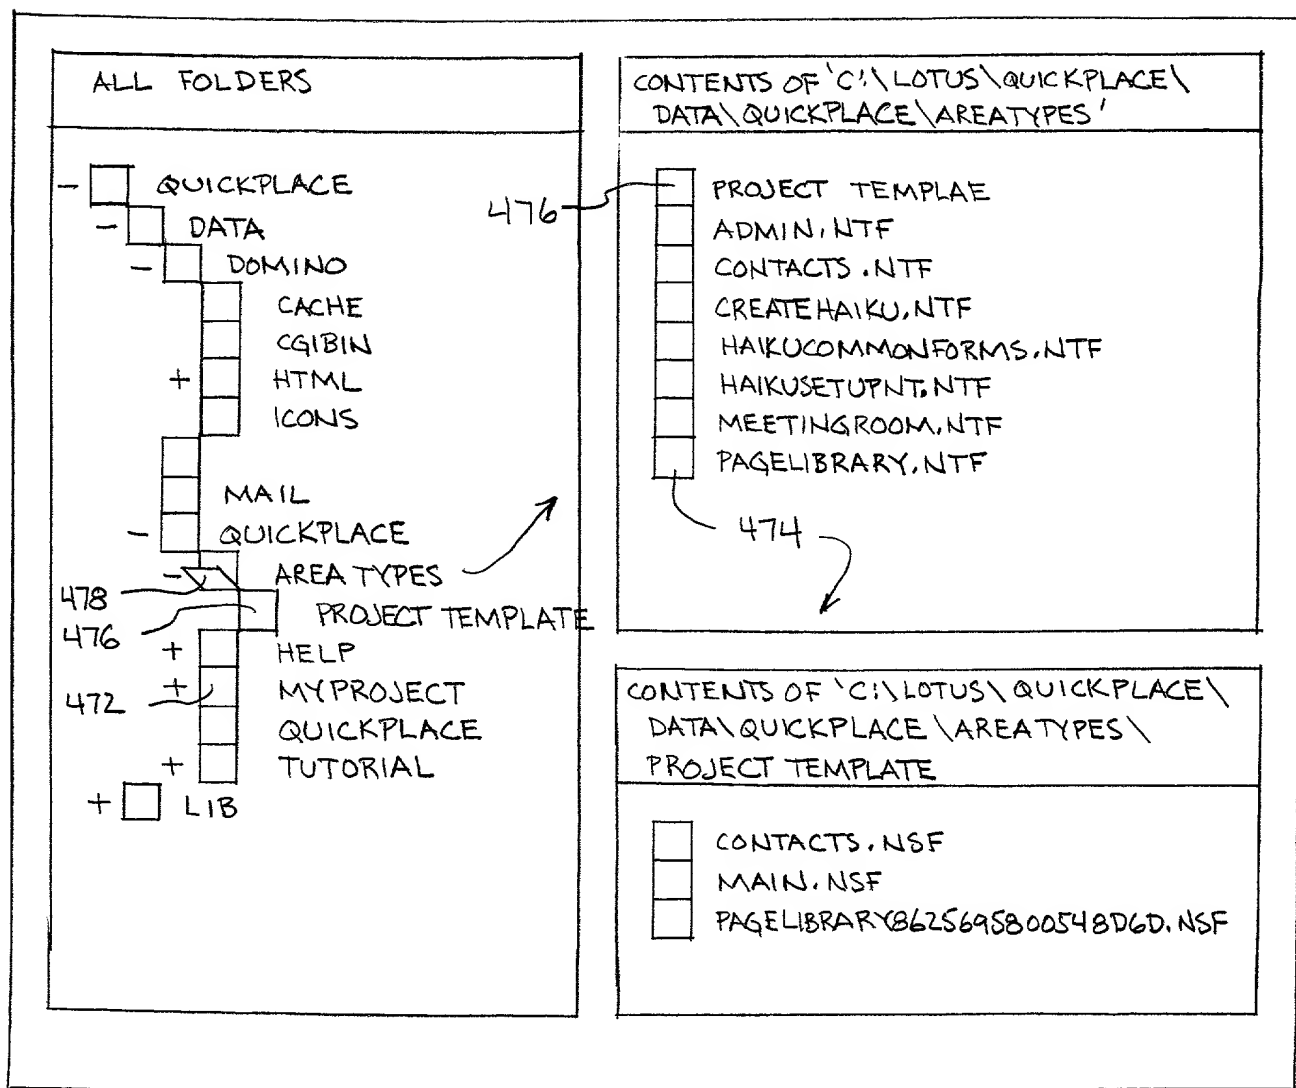 ALL FOLDERS
- QUICKPLACE
- DATA
- DOMINO
CACHE
CGIBIN
+ HTML
ICONS
MAIL
- QUICKPLACE
- AREATYPES
478
PROJECT TEMPLATE
476
+ HELP
+ MYPROJECT
472
QUICKPLACE
+ TUTORIAL
+ LIB
CONTENTS OF 'C:\LOTUS\QUICKPLACE\
DATA\QUICKPLACE\AREATYPES'
476
PROJECT TEMPLAE
ADMIN.NTF
CONTACTS.NTF
CREATEHAIKU.NTF
HAIKUCOMMONFORMS.NTF
HAIKUSETUPNT.NTF
MEETINGROOM.NTF
PAGELIBRARY.NTF
474
CONTENTS OF 'C:\LOTUS\QUICKPLACE\
DATA\QUICKPLACE\AREATYPES\
PROJECT TEMPLATE
CONTACTS.NSF
MAIN.NSF
PAGELIBRARY8625695800548D6D.NSF